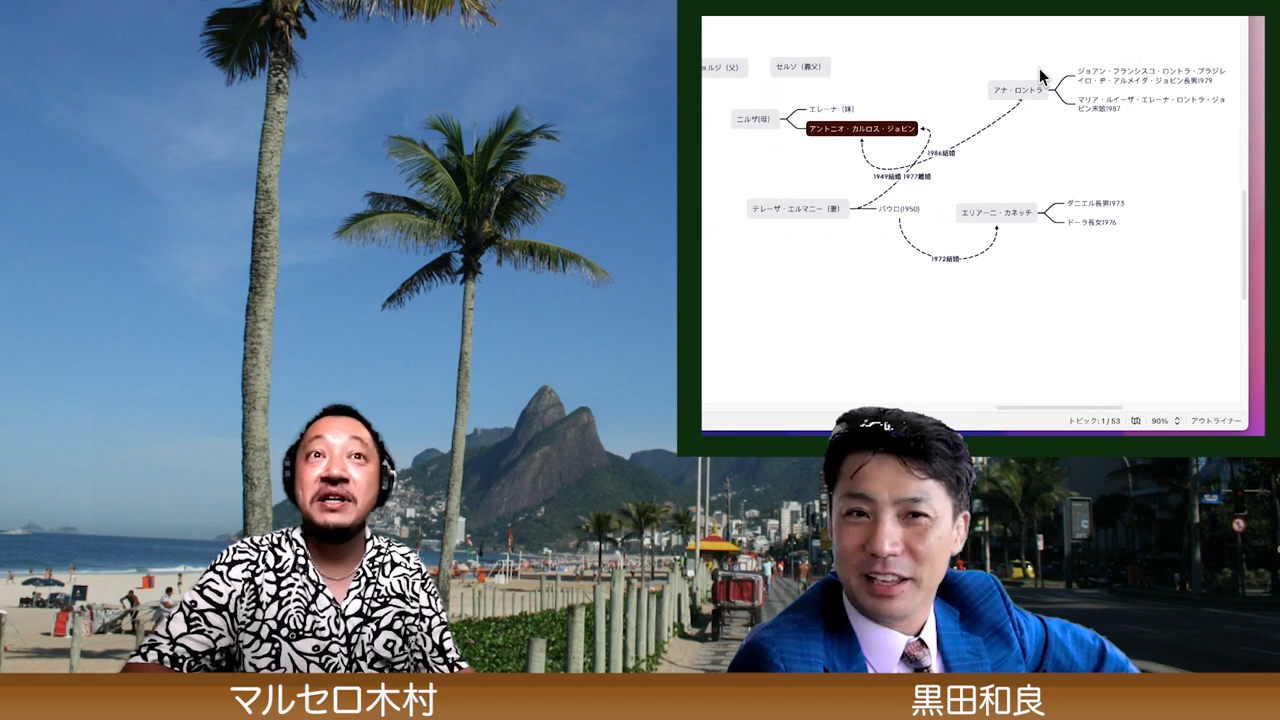 ョルジ（父）
セルソ（義父）
ジョアン・フランシスコ・ロントラ・ブラジレ
イロ・ヂ・アルメイダ・ジョビン長男1979
アナ・ロントラ
マリア・ルイーザ・エレーナ・ロントラ・ジョ
ビン末娘1987
エレーナ（妹）
ニルザ(母)
アントニオ・カルロス・ジョビン
1986結婚
1949結婚 1977離婚
テレーザ・エルマニー（妻）
パウロ(1950)
エリアーニ・カネッチ
ダニエル長男1973
ドーラ長女1976
1972結婚
トピック: 1 / 53
90%
アウトライナー
マルセロ木村
黒田和良